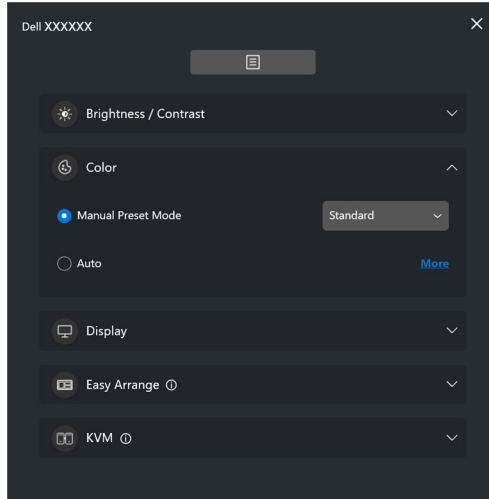 Dell XXXXXX
Brightness / Contrast
Color
Manual Preset Mode Standard
Auto More
Display
Easy Arrange
KVM